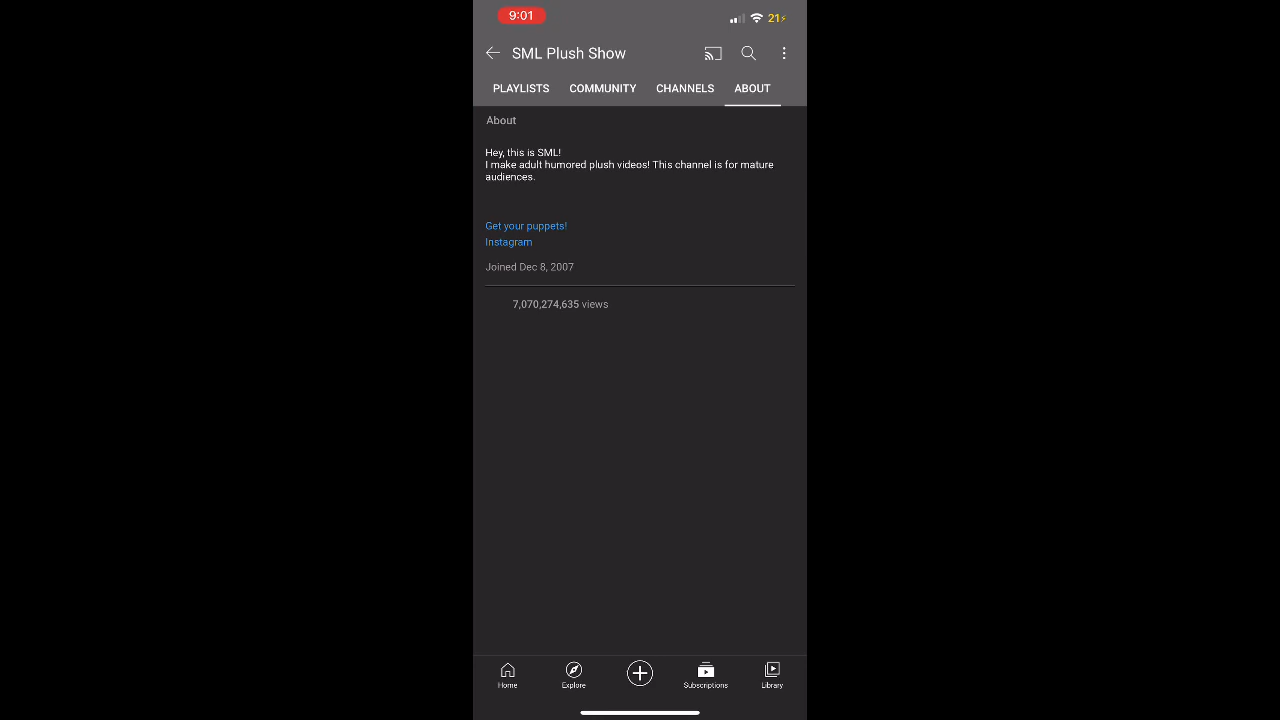 9:01
21
SML Plush Show
PLAYLISTS COMMUNITY CHANNELS ABOUT
About
Hey, this is SML!
I make adult humored plush videos! This channel is for mature
audiences.
Get your puppets!
Instagram
Joined Dec 8, 2007
7,070,274,635 views
Home Explore Subscriptions Library